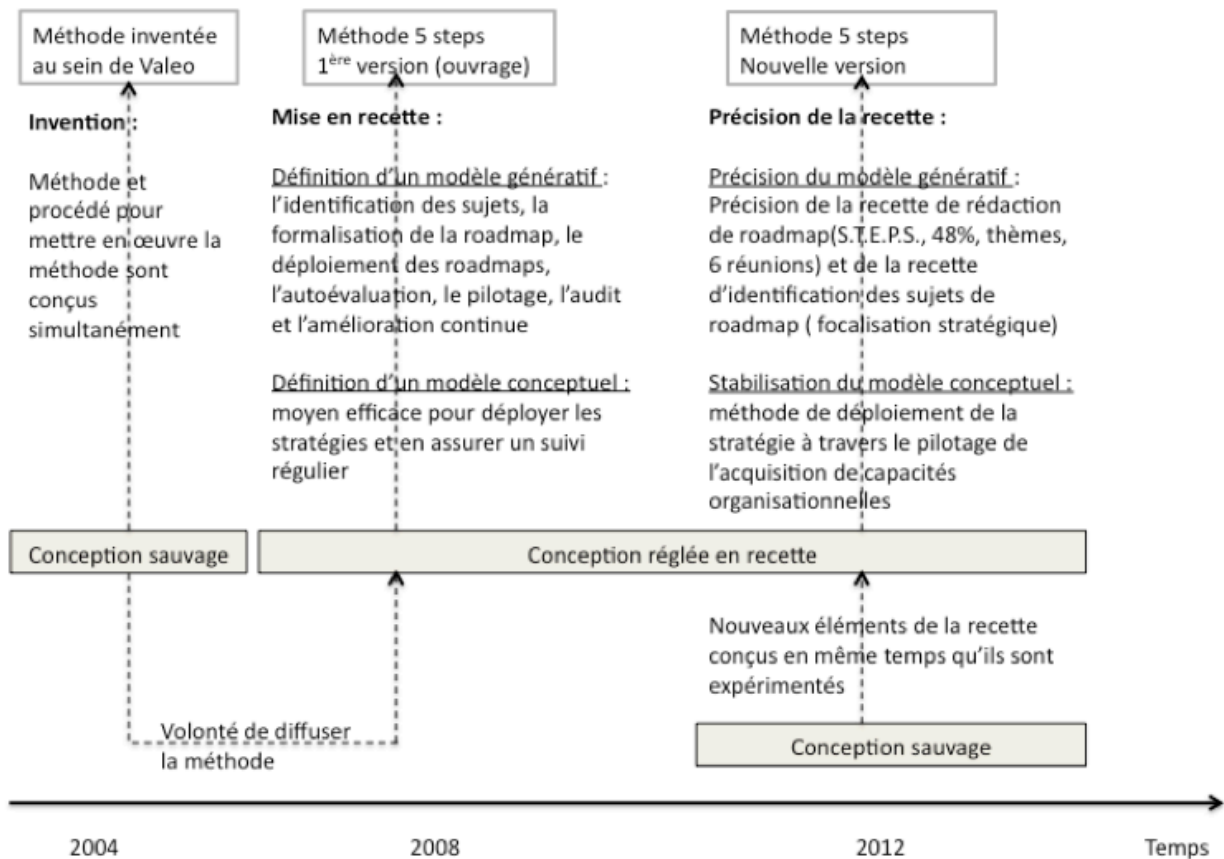 Méthode inventée
au sein de Valeo
Méthode 5 steps
1ère version (ouvrage)
Méthode 5 steps
Nouvelle version
Invention :
Méthode et
procédé pour
mettre en œuvre la
méthode sont
conçus
simultanément
Mise en recette :
Définition d’un modèle génératif :
l’identification des sujets, la
formalisation de la roadmap, le
déploiement des roadmaps,
l’autoévaluation, le pilotage, l’audit
et l’amélioration continue
Définition d’un modèle conceptuel :
moyen efficace pour déployer les
stratégies et en assurer un suivi
régulier
Précision de la recette :
Précision du modèle génératif :
Précision de la recette de rédaction
de roadmap(S.T.E.P.S., 48%, thèmes,
6 réunions) et de la recette
d’identification des sujets de
roadmap ( focalisation stratégique)
Stabilisation du modèle conceptuel :
méthode de déploiement de la
stratégie à travers le pilotage de
l’acquisition de capacités
organisationnelles
Conception sauvage
Conception réglée en recette
Nouveaux éléments de la recette
conçus en même temps qu’ils sont
expérimentés
Volonté de diffuser
la méthode
Conception sauvage
2004
2008
2012
Temps